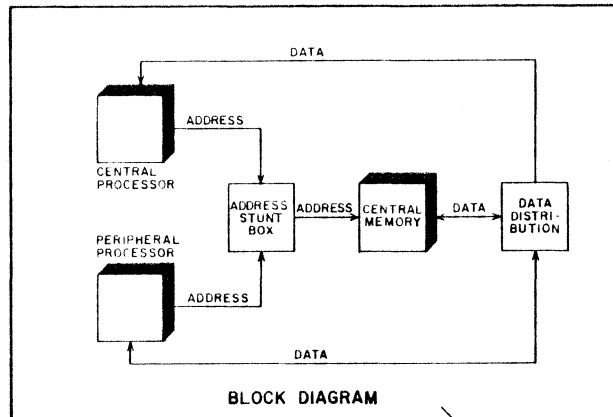 DATA
ADDRESS
CENTRAL
PROCESSOR
ADDRESS
STUNT
BOX
ADDRESS
CENTRAL
MEMORY
DATA
DATA
DISTRI-
BUTION
PERIPHERAL
PROCESSOR
ADDRESS
DATA
BLOCK DIAGRAM